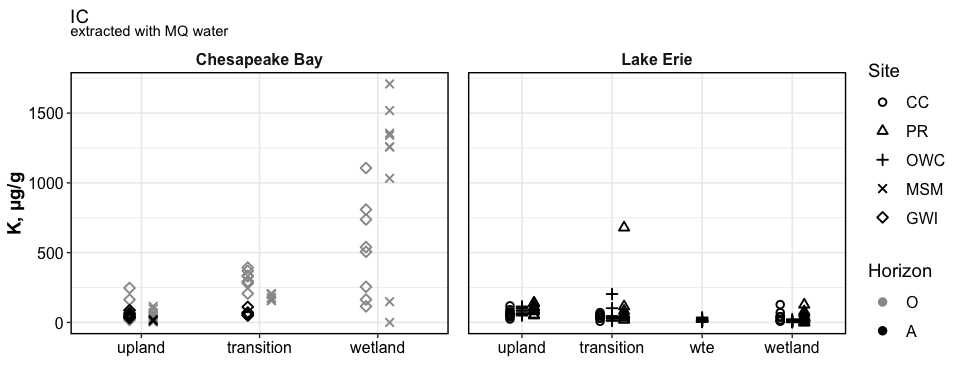 IC
extracted with MQ water
Chesapeake Bay
Lake Erie
K, µg/g
1500
1000
500
0
upland
transition
wetland
upland
transition
wte
wetland
Site
CC
PR
OWC
MSM
GWI
Horizon
O
A